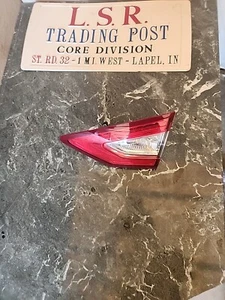 L.S.R.
TRADING POST
CORE DIVISION
ST. RD. 32 - 1 MI. WEST - LAPEL, IN